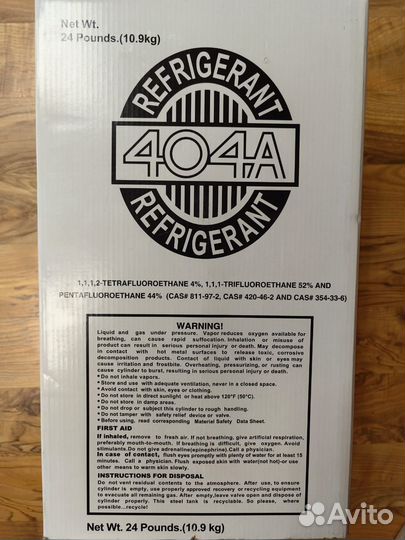 Net Wt.
24 Pounds.(10.9kg)
REFRIGERANT
404A
REFRIGERANT
1,1,1,2-TETRAFLUOROETHANE 4%, 1,1,1-TRIFLUOROETHANE 52% AND
PENTAFLUOROETHANE 44% (CAS# 811-97-2, CAS# 420-46-2 AND CAS# 354-33-6)
WARNING!
Liquid and gas under pressure. Vapor reduces oxygen available for
breathing, can cause rapid suffocation. Inhalation or misuse of
product can result in serious personal injury or death. May decompose
in contact with hot metal surfaces to release toxic, corrosive
decomposition products. Contact of liquid with skin or eyes may
cause irritation and frostbite. Overheating, pressurizing, or rusting can
cause cylinder to burst, resulting in serious personal injury or death.
• Do not inhale vapors.
• Store and use with adequate ventilation, never in a closed space.
• Avoid contact with skin, eyes or clothing.
• Do not store in direct sunlight or heat above 120°F (50°C).
• Do not store in damp areas.
• Do not drop or subject this cylinder to rough handling.
• Do not tamper with safety relief device or valve.
• Before using, read corresponding Material Safety Data Sheet.
FIRST AID
If inhaled, remove to fresh air. If not breathing, give artificial respiration,
preferably mouth-to-mouth. If breathing is difficult, give oxygen. Avoid
stimulants.Do not give adrenaline(epinephrine).Call a physician.
In case of contact, flush eyes promptly with plenty of water for at least 15
minutes. Call a physician. Flush exposed skin with water(not hot)-or use
other means to warm skin slowly.
INSTRUCTIONS FOR DISPOSAL
Do not vent residual contents to the atmosphere. After use, to ensure
cylinder is empty, use properly approved recover or recycling equipment
to evacuate all remaining gas. After empty,leave valve open and dispose of
cylinder properly. This steel tank is recyclable. So please, where
possible...recycle!
Net Wt. 24 Pounds.(10.9 kg)
Avito